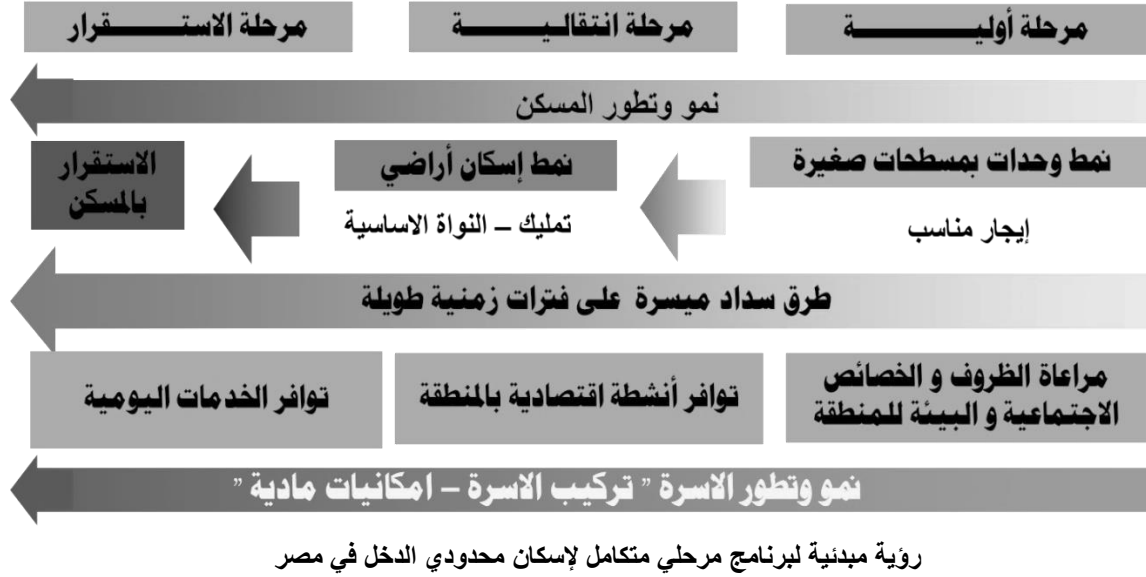 مرحلة أولية
مرحلة انتقالية
مرحلة الاستقرار
نمو وتطور المسكن
نمط وحدات بمسطحات صغيرة
إيجار مناسب
نمط إسكان أراضي
تمليك – النواة الاساسية
الاستقرار
بالمسكن
طرق سداد ميسرة على فترات زمنية طويلة
مراعاة الظروف و الخصائص
الاجتماعية و البيئة للمنطقة
توافر أنشطة اقتصادية بالمنطقة
توافر الخدمات اليومية
نمو وتطور الاسرة " تركيب الاسرة – امكانيات مادية "
رؤية مبدئية لبرنامج مرحلي متكامل لإسكان محدودي الدخل في مصر